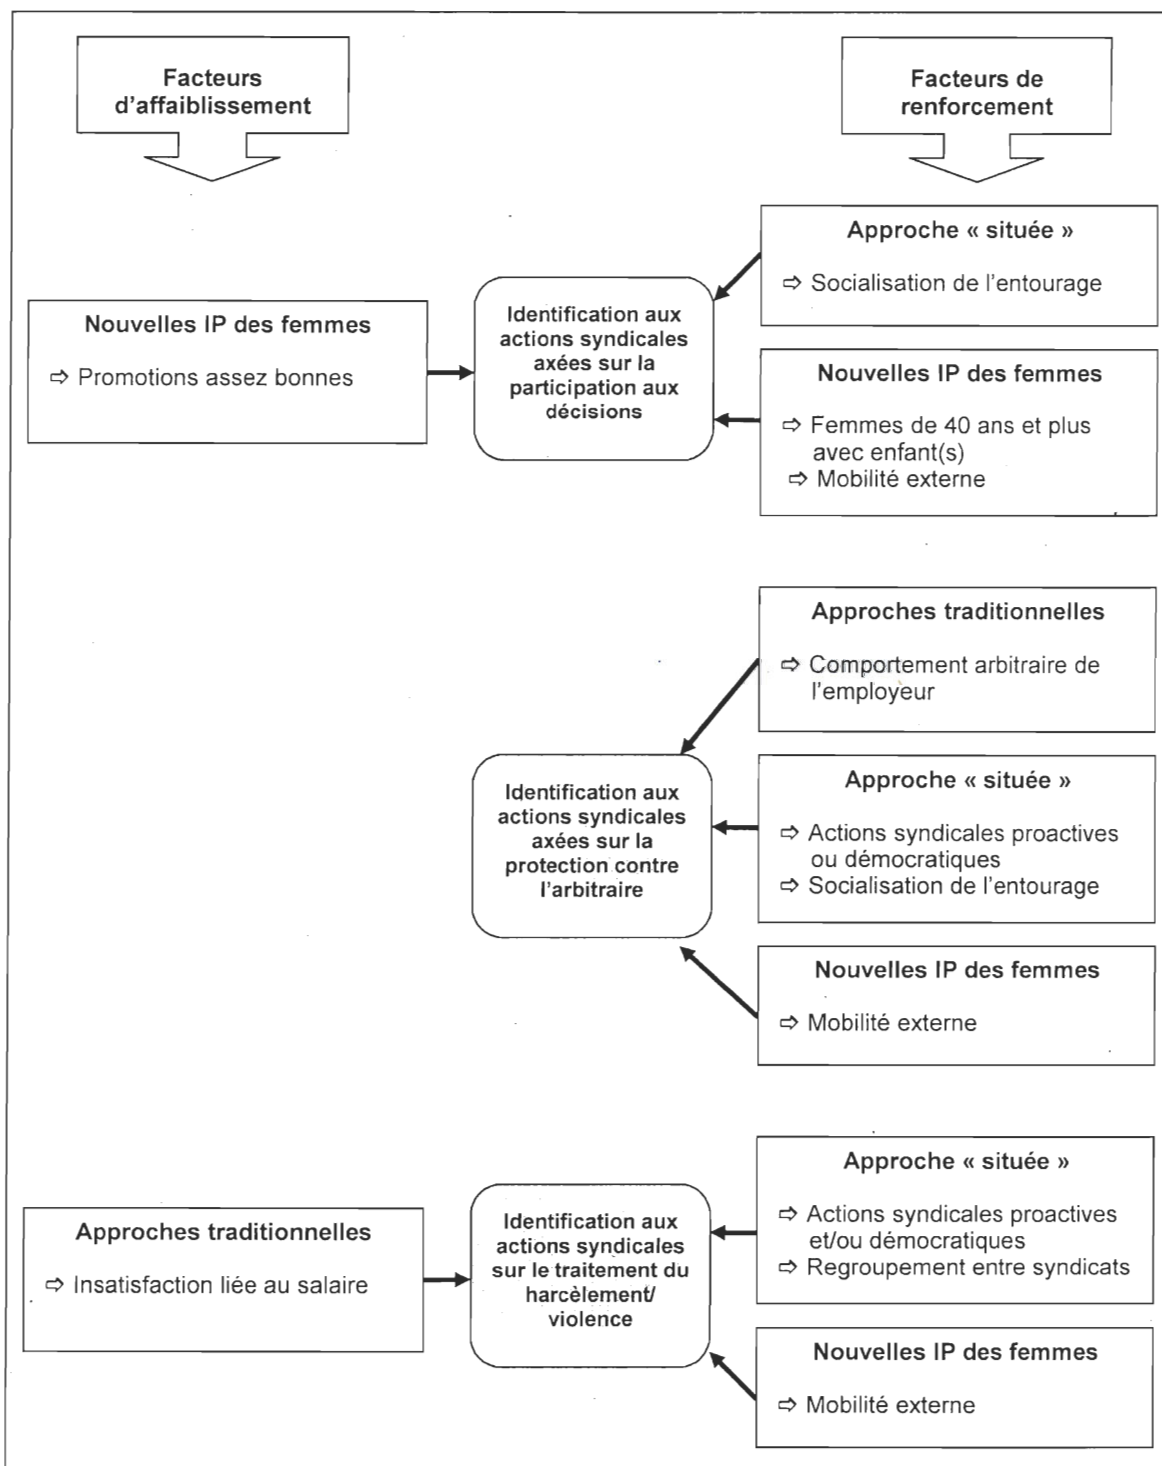 Facteurs
d'affaiblissement
Facteurs de
renforcement
Approche « située »
⇨ Socialisation de l'entourage
Nouvelles IP des femmes
⇨ Promotions assez bonnes
Identification aux
actions syndicales
axées sur la
participation aux
décisions
Nouvelles IP des femmes
⇨ Femmes de 40 ans et plus
avec enfant(s)
⇨ Mobilité externe
Approches traditionnelles
⇨ Comportement arbitraire de
l'employeur
Identification aux
actions syndicales
axées sur la
protection contre
l'arbitraire
Approche « située »
⇨ Actions syndicales proactives
ou démocratiques
⇨ Socialisation de l'entourage
Nouvelles IP des femmes
⇨ Mobilité externe
Approche « située »
⇨ Actions syndicales proactives
et/ou démocratiques
⇨ Regroupement entre syndicats
Approches traditionnelles
⇨ Insatisfaction liée au salaire
Identification aux
actions syndicales
sur le traitement du
harcèlement/
violence
Nouvelles IP des femmes
⇨ Mobilité externe